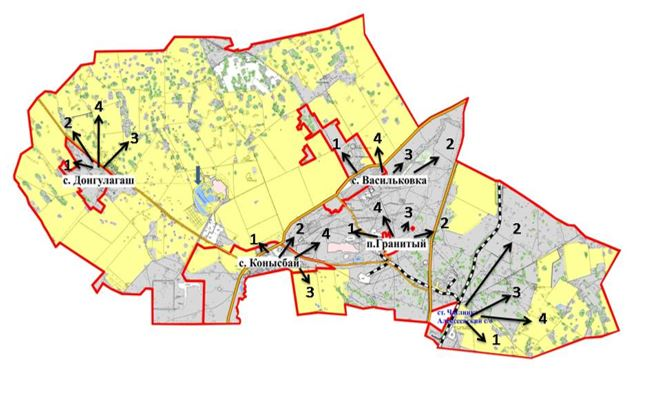 1 4 3 2
2 4 3
1
с. Донгулагаш
с. Васильковка
4 3
1 2
п.Гранитый
1 2 4
с. Конысбай
3
2
3
4
1
ст.